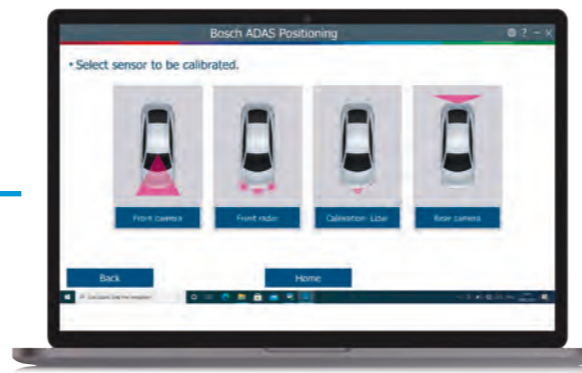 Bosch ADAS Positioning
? − ×
• Select sensor to be calibrated.
Front camera
Front radar
Calibration- Lidar
Rear camera
Back
Home